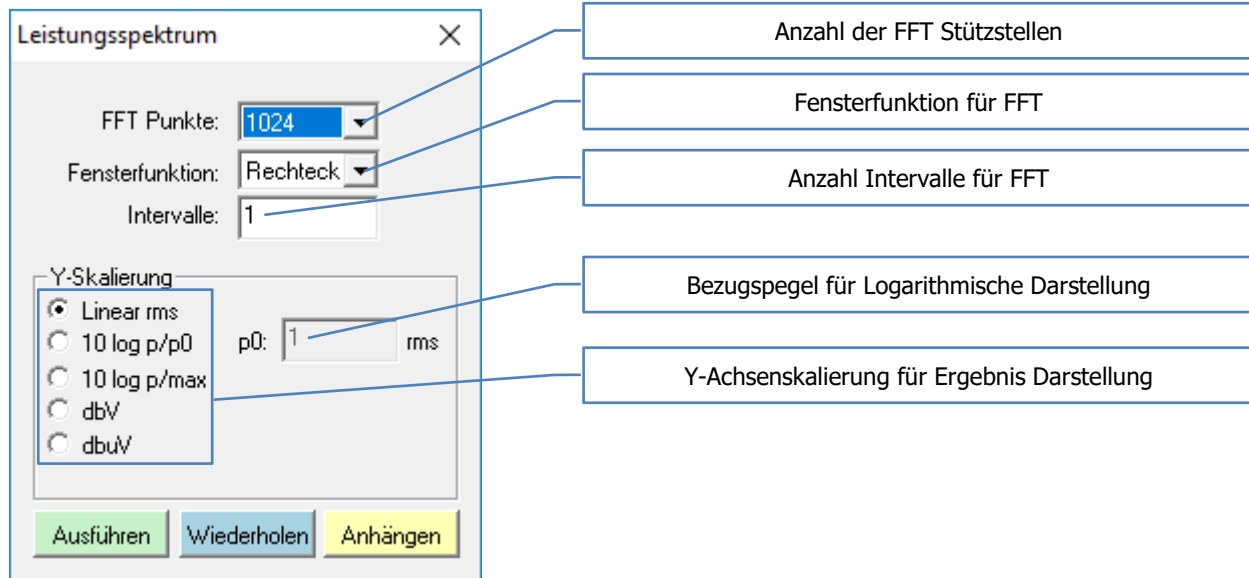 Leistungsspektrum
Anzahl der FFT Stützstellen
FFT Punkte: 1024
Fensterfunktion für FFT
Fensterfunktion: Rechteck
Anzahl Intervalle für FFT
Intervalle: 1
Y-Skalierung
Bezugspegel für Logarithmische Darstellung
Linear rms
10 log p/p0
p0: 1 rms
10 log p/max
Y-Achsenskalierung für Ergebnis Darstellung
dbV
dbuV
Ausführen Wiederholen Anhängen